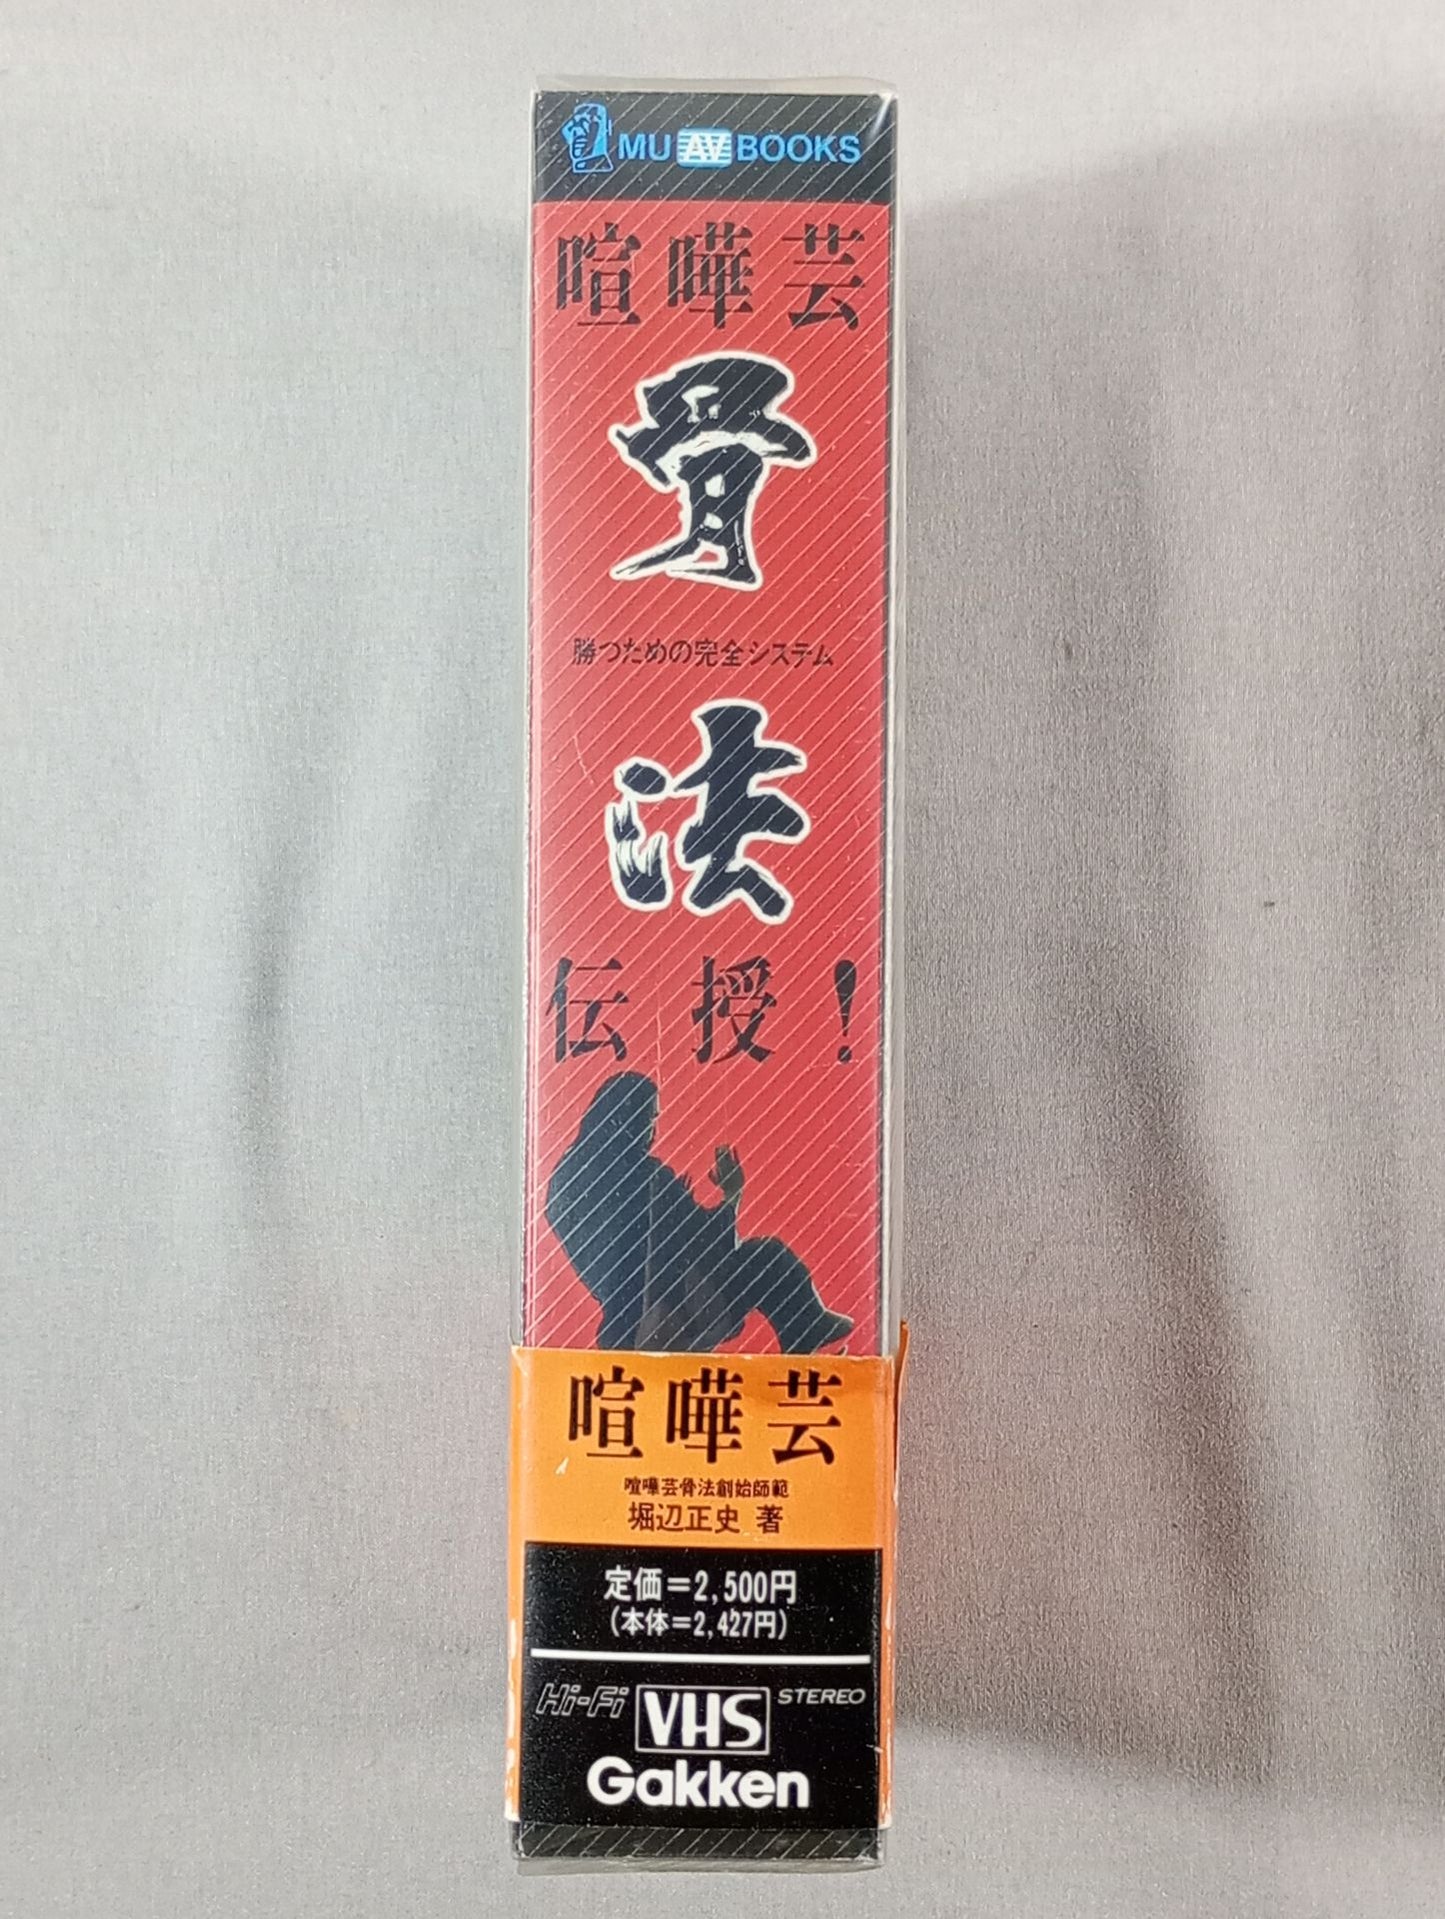 MU AV BOOKS
喧嘩芸
骨
勝つための完全システム
法
伝授!
喧嘩芸
喧嘩芸骨法創始師範
堀辺正史 著
定価=2,500円
(本体=2,427円)
Hi-Fi VHS STEREO
Gakken